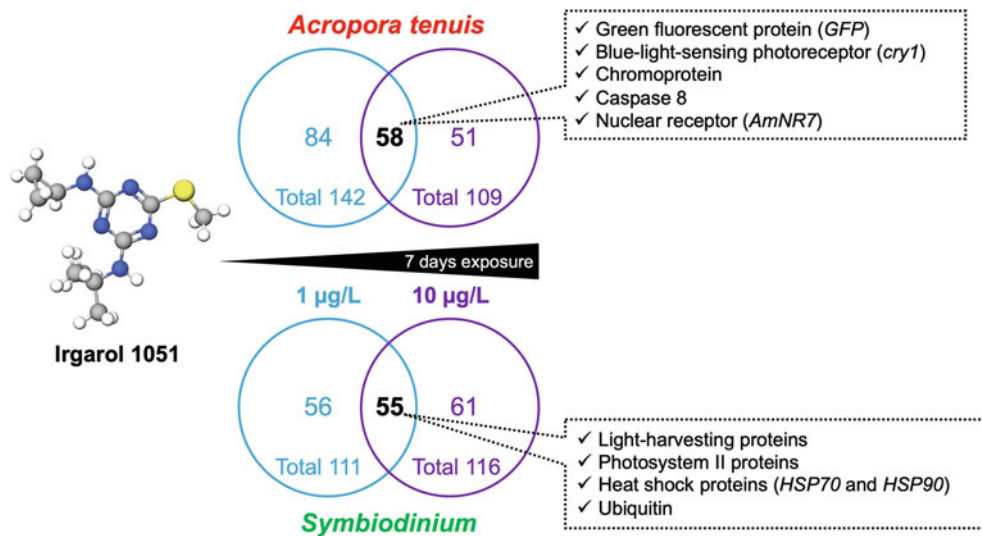 Acropora tenuis
84
58
51
Total 142
Total 109
✓ Green fluorescent protein (GFP)
✓ Blue-light-sensing photoreceptor (cry1)
✓ Chromoprotein
✓ Caspase 8
✓ Nuclear receptor (AmNR7)
Irgarol 1051
7 days exposure
1 µg/L
10 µg/L
56
55
61
Total 111
Total 116
Symbiodinium
✓ Light-harvesting proteins
✓ Photosystem II proteins
✓ Heat shock proteins (HSP70 and HSP90)
✓ Ubiquitin